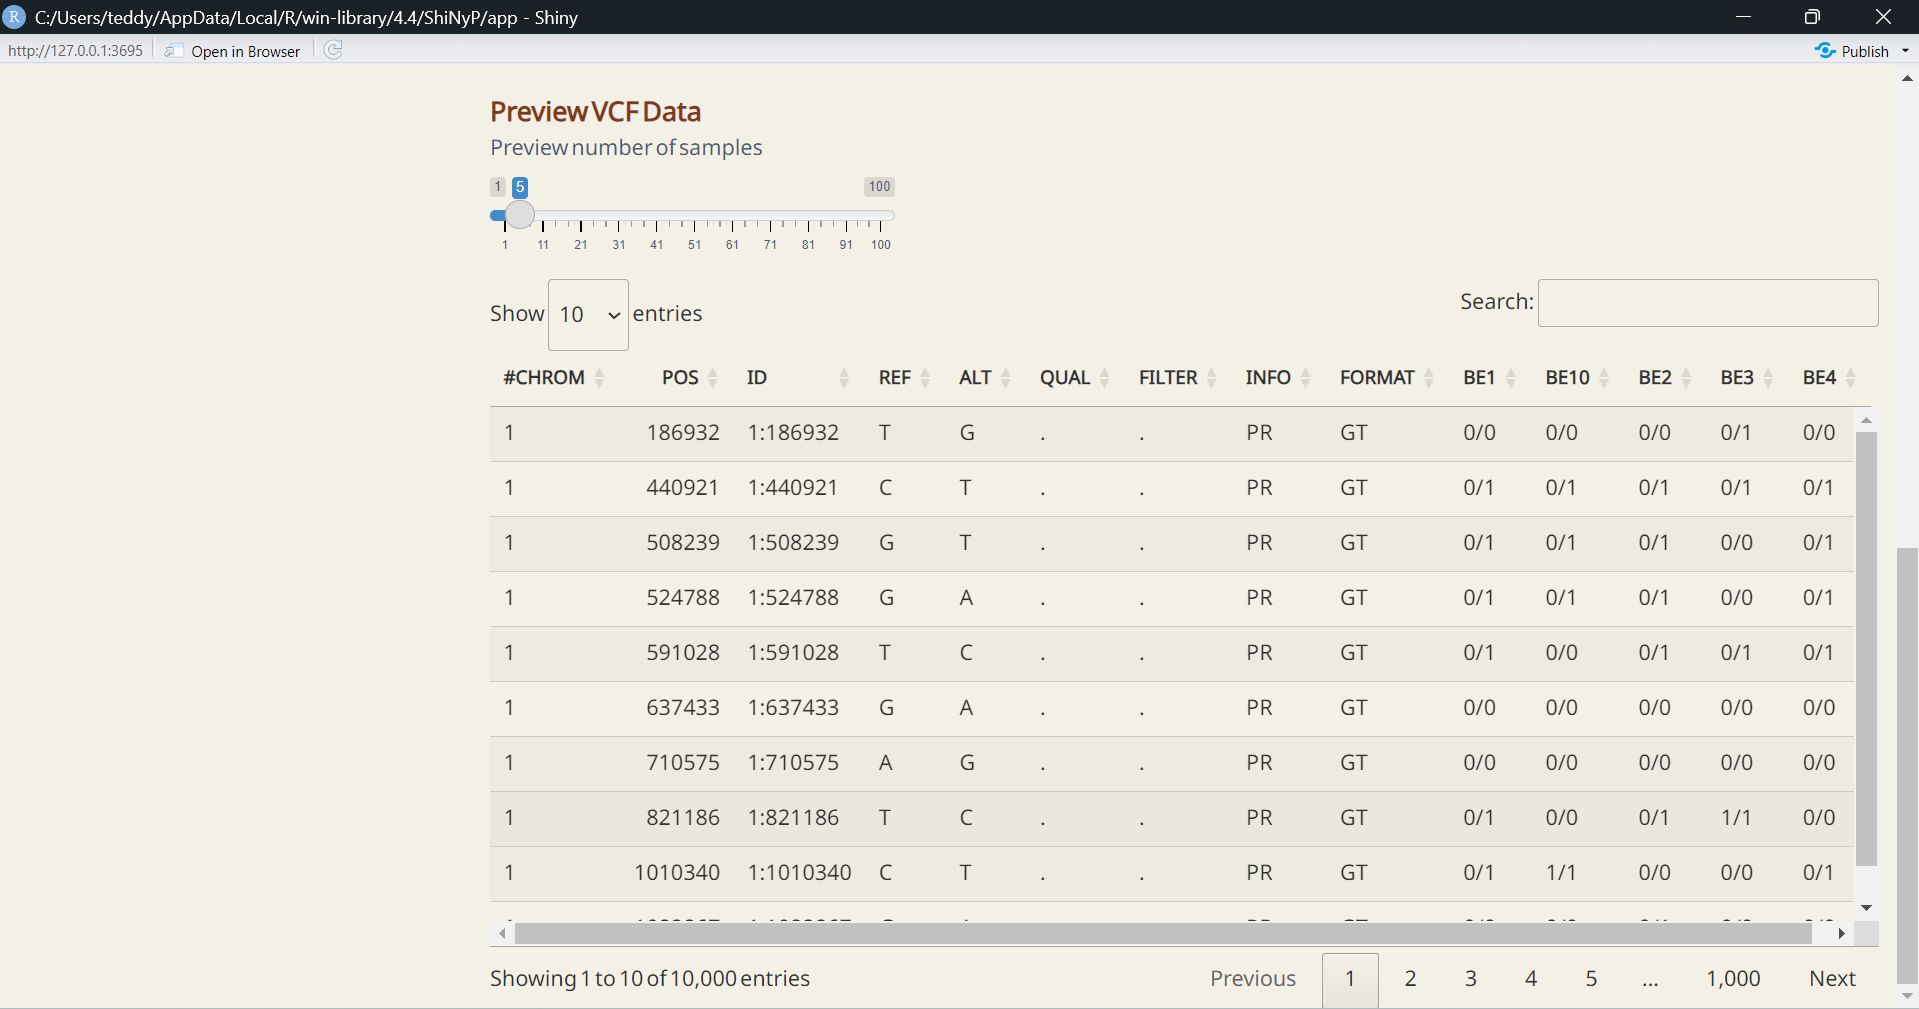 C:/Users/teddy/AppData/Local/R/win-library/4.4/ShiNyP/app - Shiny
http://127.0.0.1:3695 Open in Browser Publish
Preview VCF Data
Preview number of samples
1 5 100
1 11 21 31 41 51 61 71 81 91 100
Show 10 entries Search:
#CHROM POS ID REF ALT QUAL FILTER INFO FORMAT BE1 BE10 BE2 BE3 BE4
1 186932 1:186932 T G . . PR GT 0/0 0/0 0/0 0/1 0/0
1 440921 1:440921 C T . . PR GT 0/1 0/1 0/1 0/1 0/1
1 508239 1:508239 G T . . PR GT 0/1 0/1 0/1 0/0 0/1
1 524788 1:524788 G A . . PR GT 0/1 0/1 0/1 0/0 0/1
1 591028 1:591028 T C . . PR GT 0/1 0/0 0/1 0/1 0/1
1 637433 1:637433 G A . . PR GT 0/0 0/0 0/0 0/0 0/0
1 710575 1:710575 A G . . PR GT 0/0 0/0 0/0 0/0 0/0
1 821186 1:821186 T C . . PR GT 0/1 0/0 0/1 1/1 0/0
1 1010340 1:1010340 C T . . PR GT 0/1 1/1 0/0 0/0 0/1
Showing 1 to 10 of 10,000 entries Previous 1 2 3 4 5 ... 1,000 Next